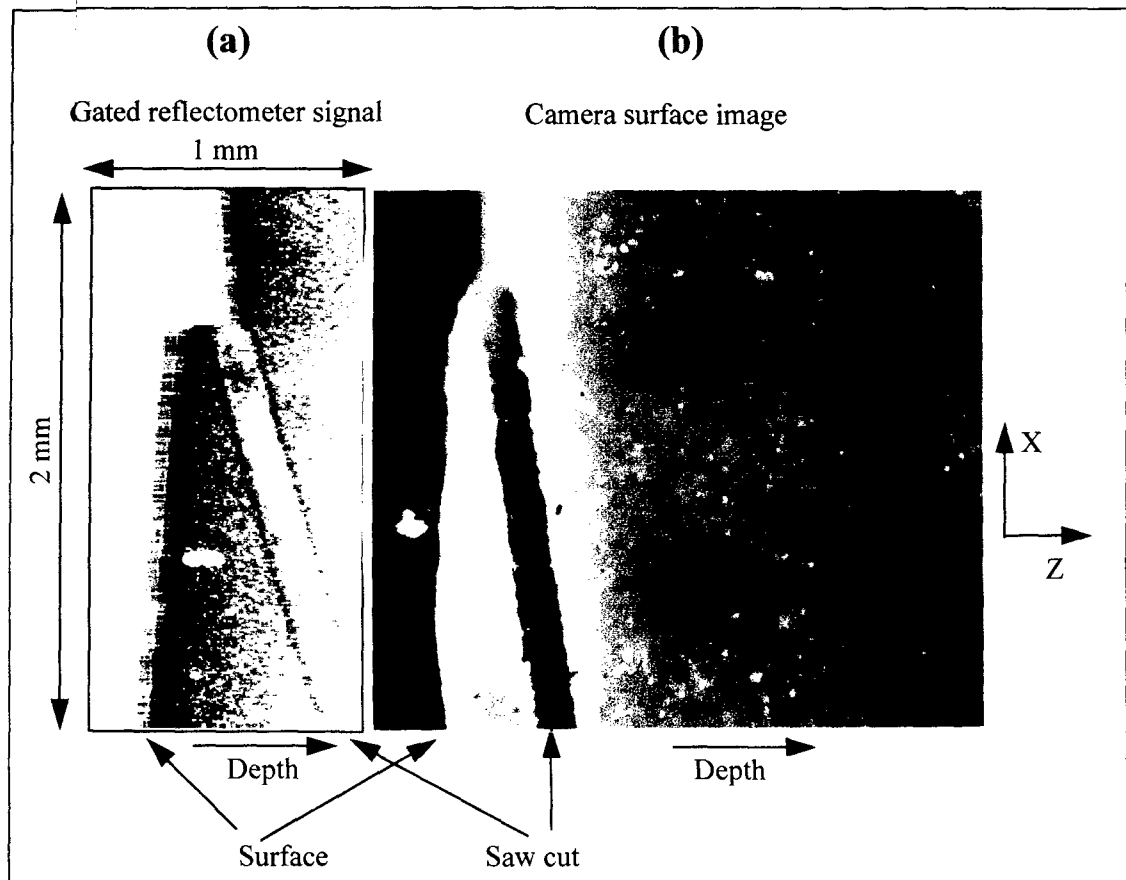 (a)
(b)
Gated reflectometer signal
Camera surface image
1 mm
2 mm
X
Z
Depth
Depth
Surface
Saw cut